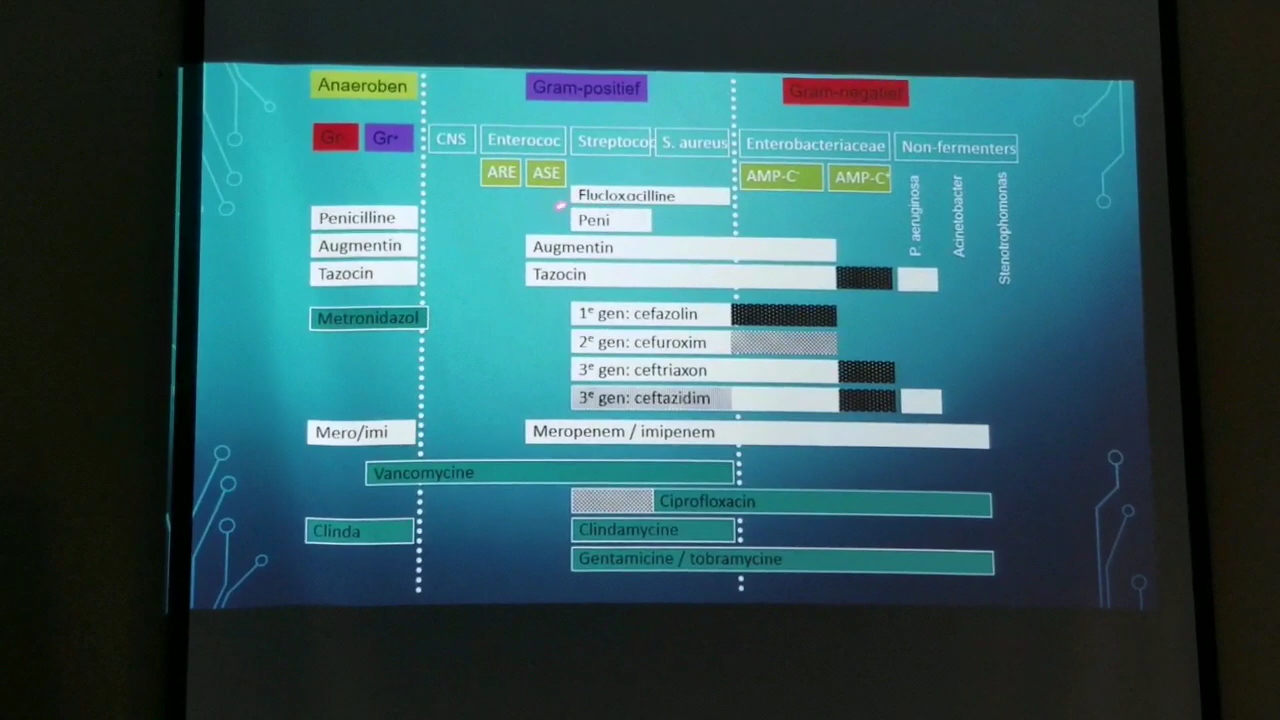 Anaeroben Gram-positief Gram-negatief
Gr- Gr+ CNS Enterococ Streptococ S. aureus Enterobacteriaceae Non-fermenters
ARE ASE AMP-C- AMP-C+
P. aeruginosa
Acinetobacter
Stenotrophomonas
Flucloxacilline
Penicilline Peni
Augmentin Augmentin
Tazocin Tazocin
Metronidazol 1e gen: cefazolin
2e gen: cefuroxim
3e gen: ceftriaxon
3e gen: ceftazidim
Mero/imi Meropenem / imipenem
Vancomycine
Ciprofloxacin
Clinda Clindamycine
Gentamicine / tobramycine